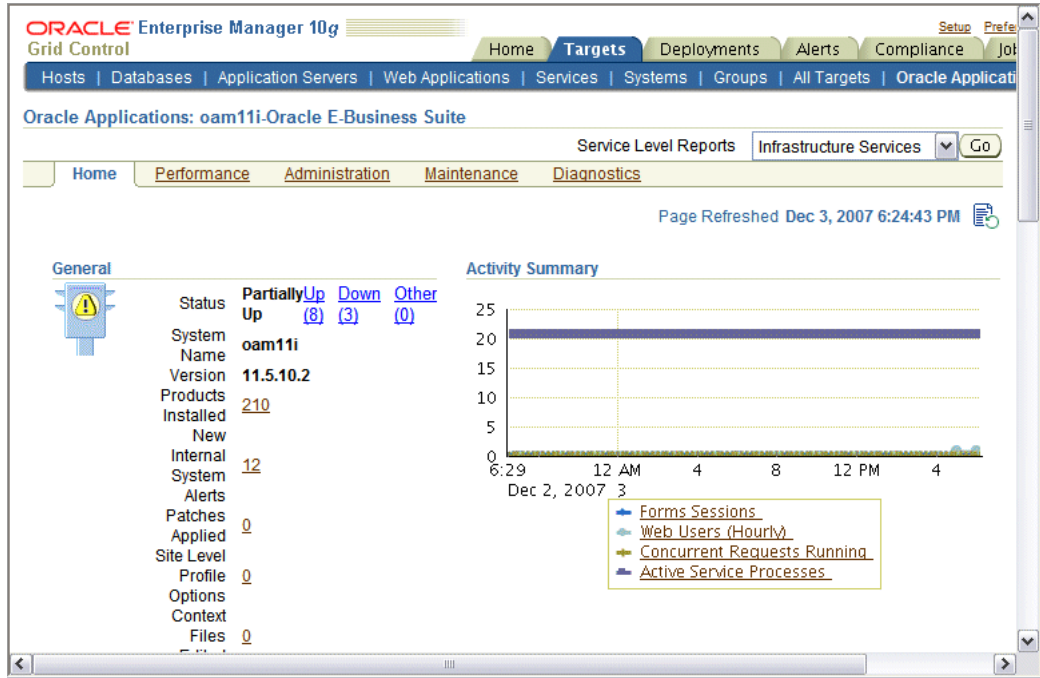 ORACLE Enterprise Manager 10g
Grid Control
Setup Prefe
Home Targets Deployments Alerts Compliance Jo
Hosts | Databases | Application Servers | Web Applications | Services | Systems | Groups | All Targets | Oracle Applicati
Oracle Applications: oam11i-Oracle E-Business Suite
Service Level Reports Infrastructure Services Go
Home Performance Administration Maintenance Diagnostics
Page Refreshed Dec 3, 2007 6:24:43 PM
General
Status Partially Up Up (8) Down (3) Other (0)
System Name oam11i
Version 11.5.10.2
Products Installed 210
New Internal System Alerts 12
Patches Applied 0
Site Level Profile Options 0
Context Files 0
Activity Summary
25
20
15
10
5
0
6:29 12 AM 4 8 12 PM 4
Dec 2, 2007 3
Forms Sessions
Web Users (Hourly)
Concurrent Requests Running
Active Service Processes